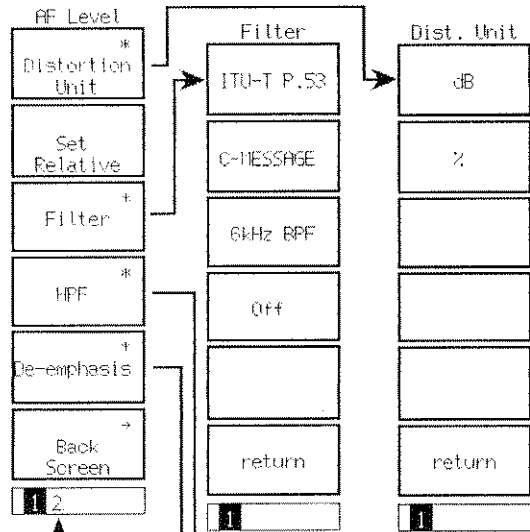 AF Level
*
Distortion
Unit
Set
Relative
*
Filter
*
HPF
*
De-emphasis
→
Back
Screen
1 2
Filter
ITU-T P.53
C-MESSAGE
6kHz BPF
Off
return
1
Dist. Unit
dB
%
return
1